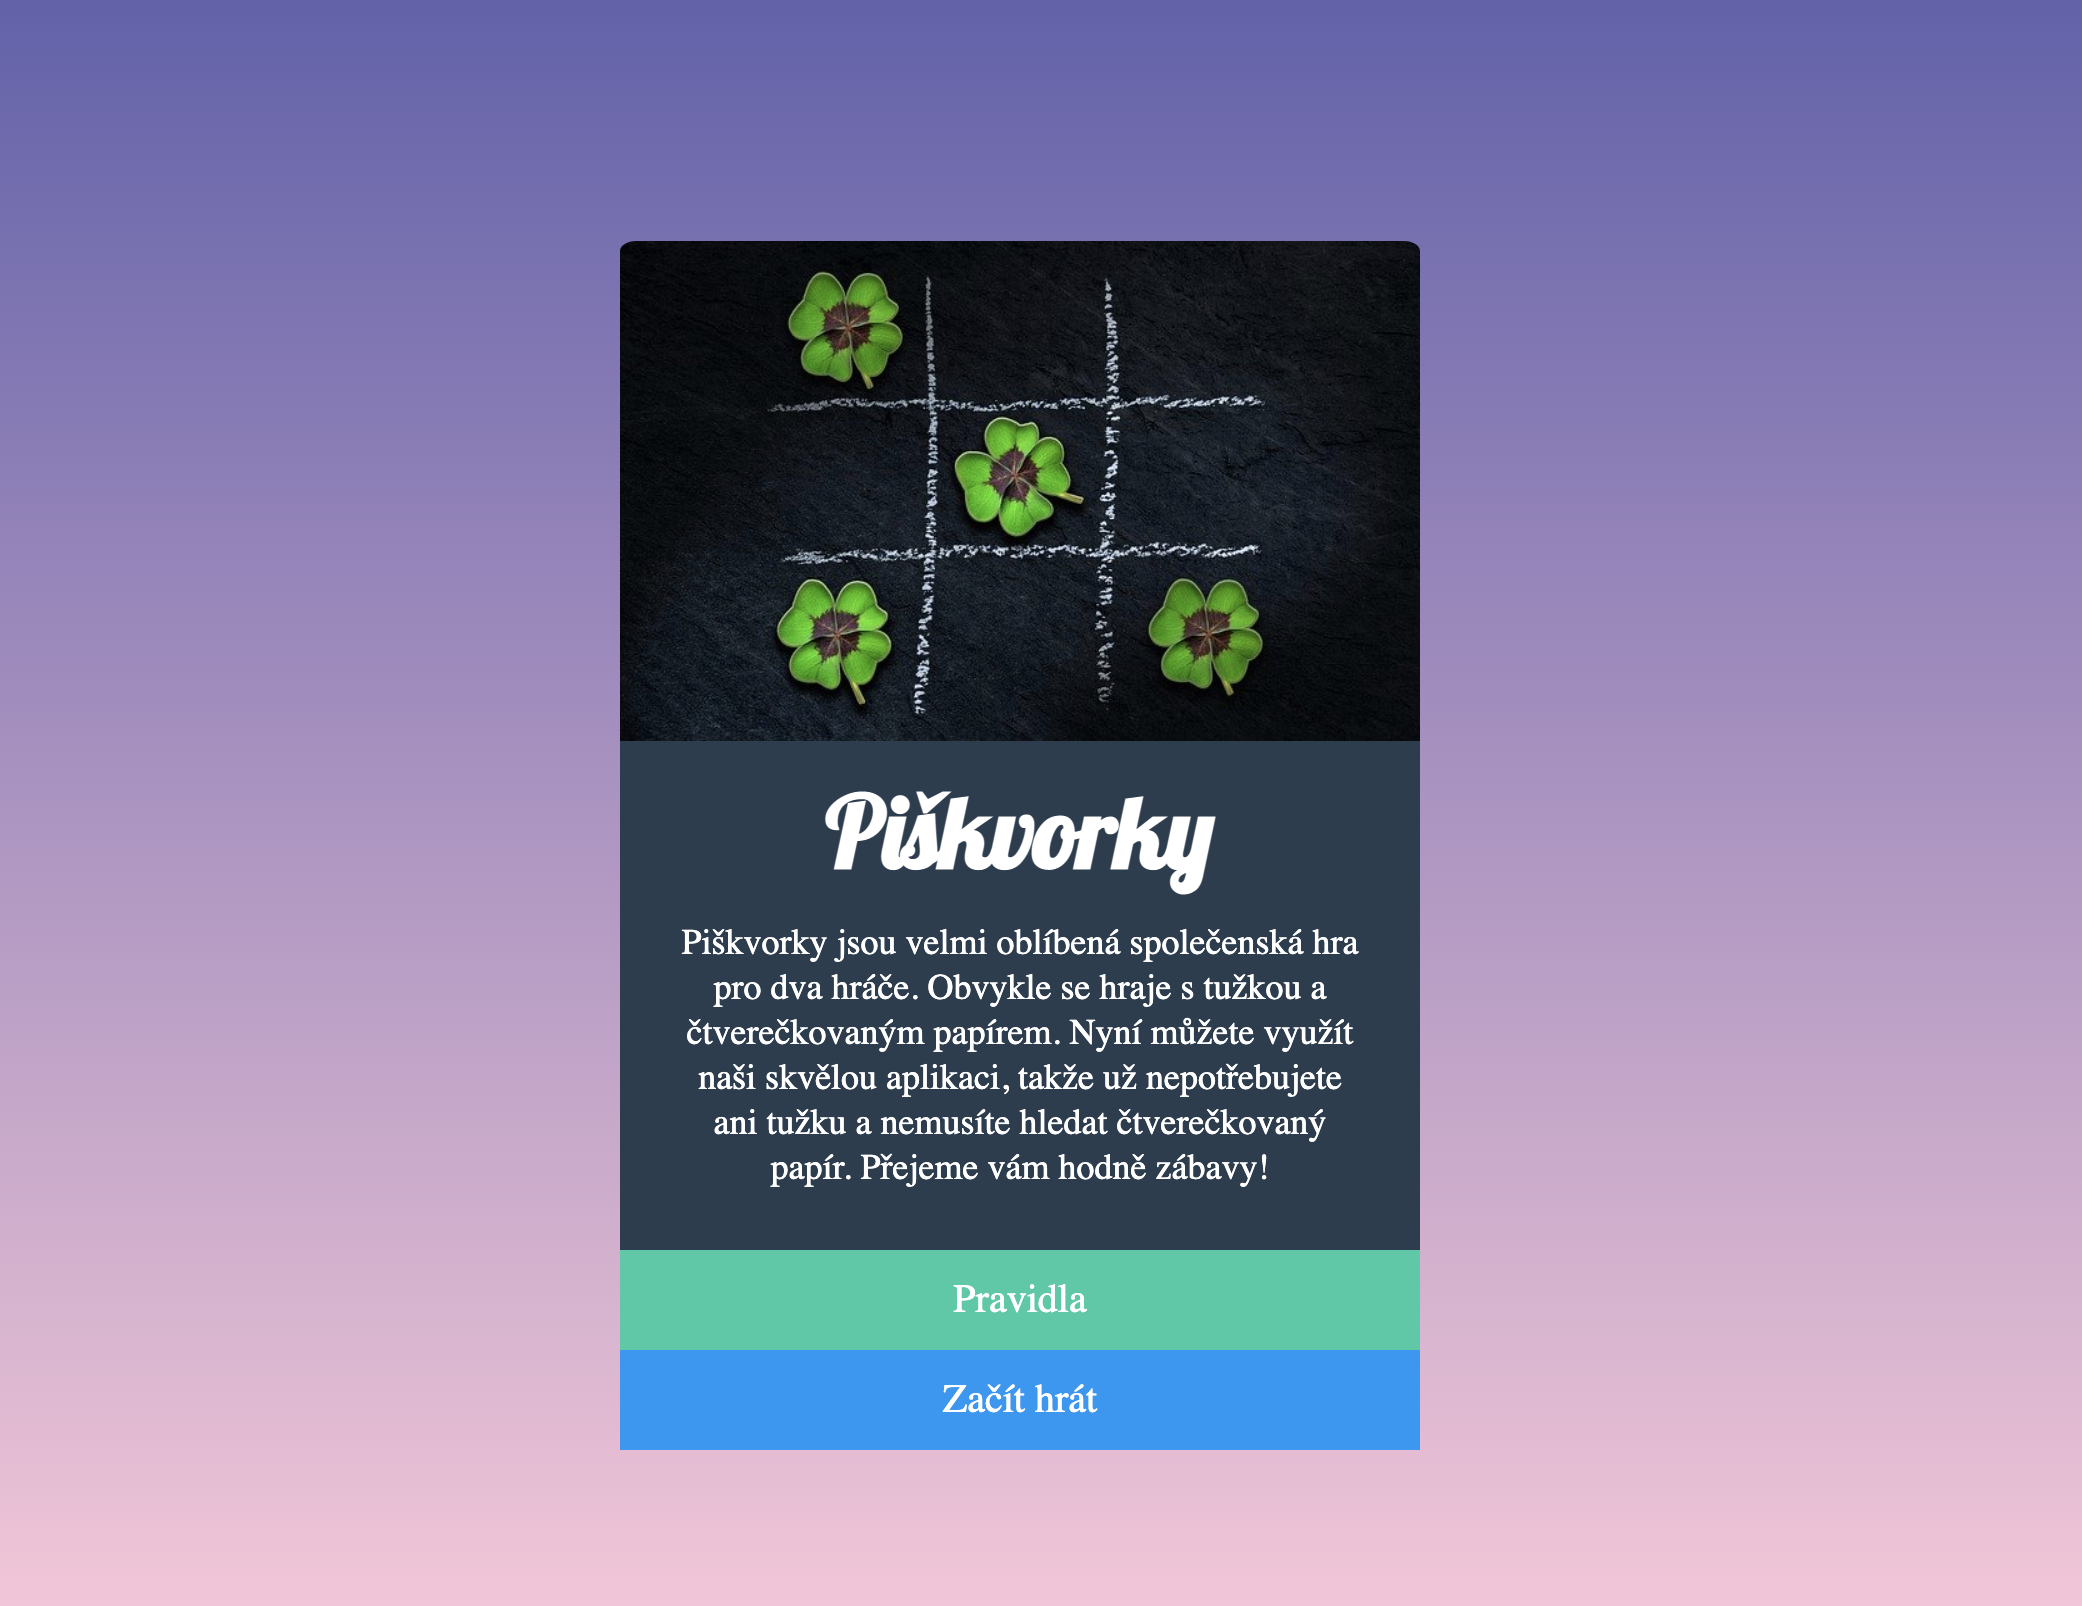 Piškvorky
Piškvorky jsou velmi oblíbená společenská hra
pro dva hráče. Obvykle se hraje s tužkou a
čtverečkovaným papírem. Nyní můžete využít
naši skvělou aplikaci, takže už nepotřebujete
ani tužku a nemusíte hledat čtverečkovaný
papír. Přejeme vám hodně zábavy!
Pravidla
Začít hrát